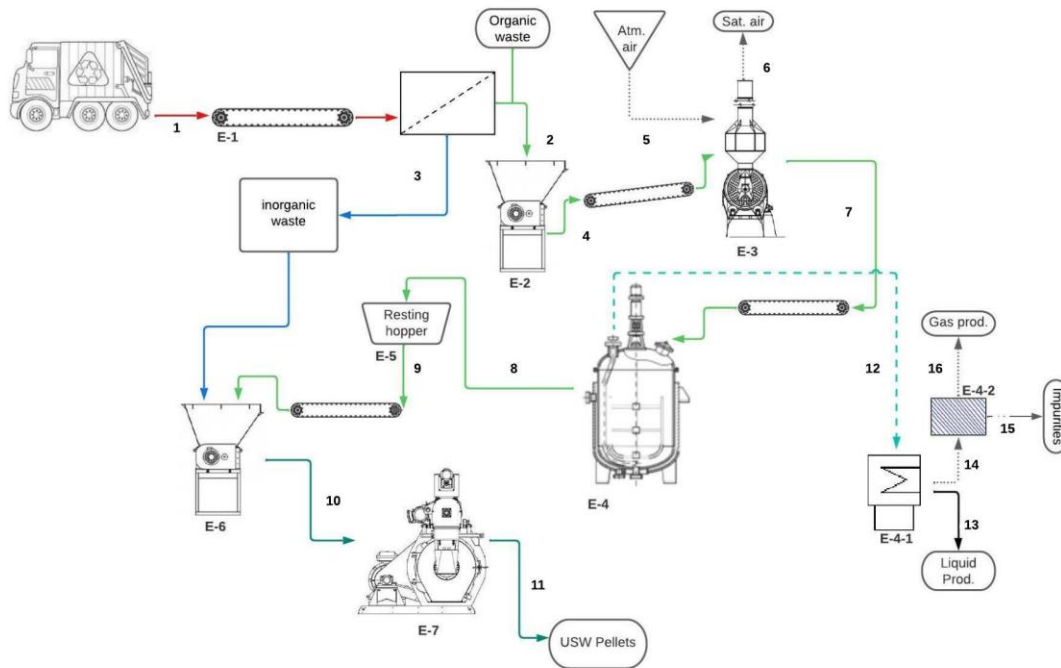 Organic
waste
Atm.
air
Sat. air
6
1
E-1
2
5
3
inorganic
waste
4
E-2
7
E-3
Resting
hopper
E-5
9
8
12
Gas prod.
16
E-4-2
15
Impurities
14
E-4
10
E-6
13
E-4-1
Liquid
Prod.
11
E-7
USW Pellets